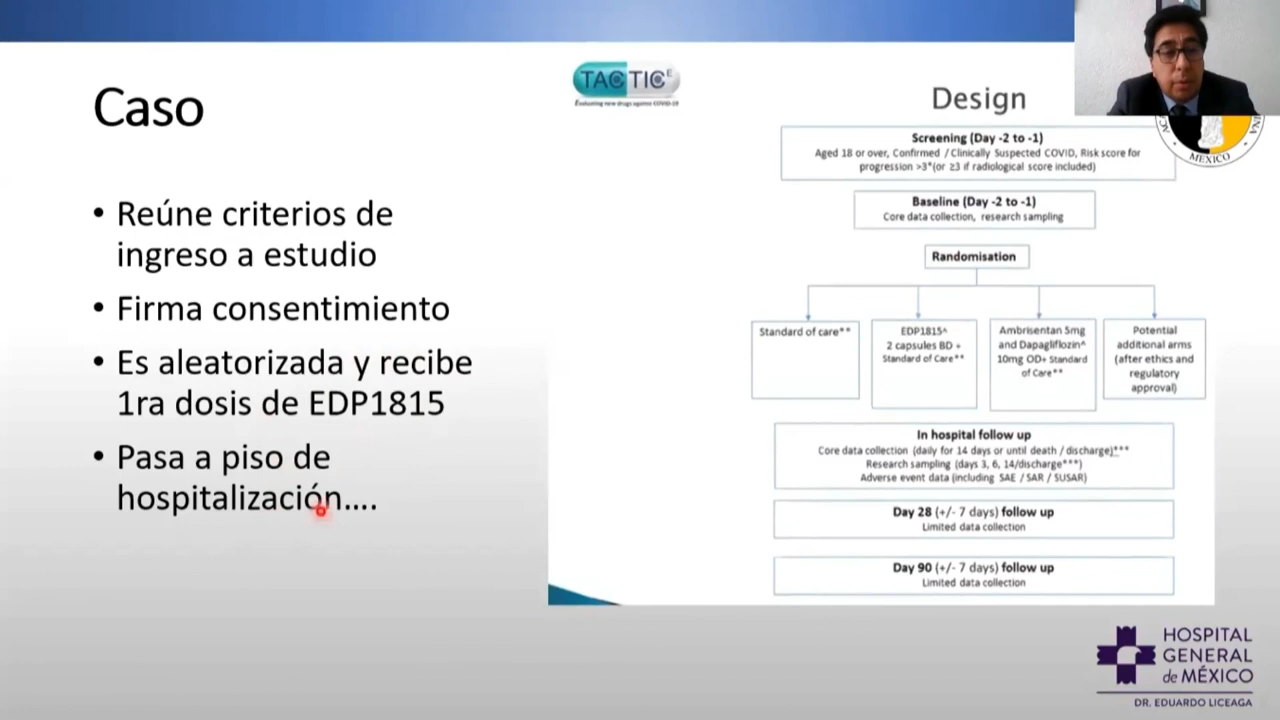 Caso
• Reúne criterios de
ingreso a estudio
• Firma consentimiento
• Es aleatorizada y recibe
1ra dosis de EDP1815
• Pasa a piso de
hospitalización....
TACTICE
Evaluating new drugs against COVID-19
Design
Screening (Day -2 to -1)
Aged 18 or over, Confirmed / Clinically Suspected COVID, Risk score for
progression >3*(or ≥3 if radiological score included)
Baseline (Day -2 to -1)
Core data collection, research sampling
Randomisation
Standard of care**
EDP1815^
2 capsules BD +
Standard of Care**
Ambrisentan 5mg
and Dapagliflozin^
10mg OD+ Standard
of Care**
Potential
additional arms
(after ethics and
regulatory
approval)
In hospital follow up
Core data collection (daily for 14 days or until death / discharge)***
Research sampling (days 3, 6, 14/discharge***)
Adverse event data (including SAE / SAR / SUSAR)
Day 28 (+/- 7 days) follow up
Limited data collection
Day 90 (+/- 7 days) follow up
Limited data collection
MEXICO
HOSPITAL
GENERAL
de MÉXICO
DR. EDUARDO LICEAGA